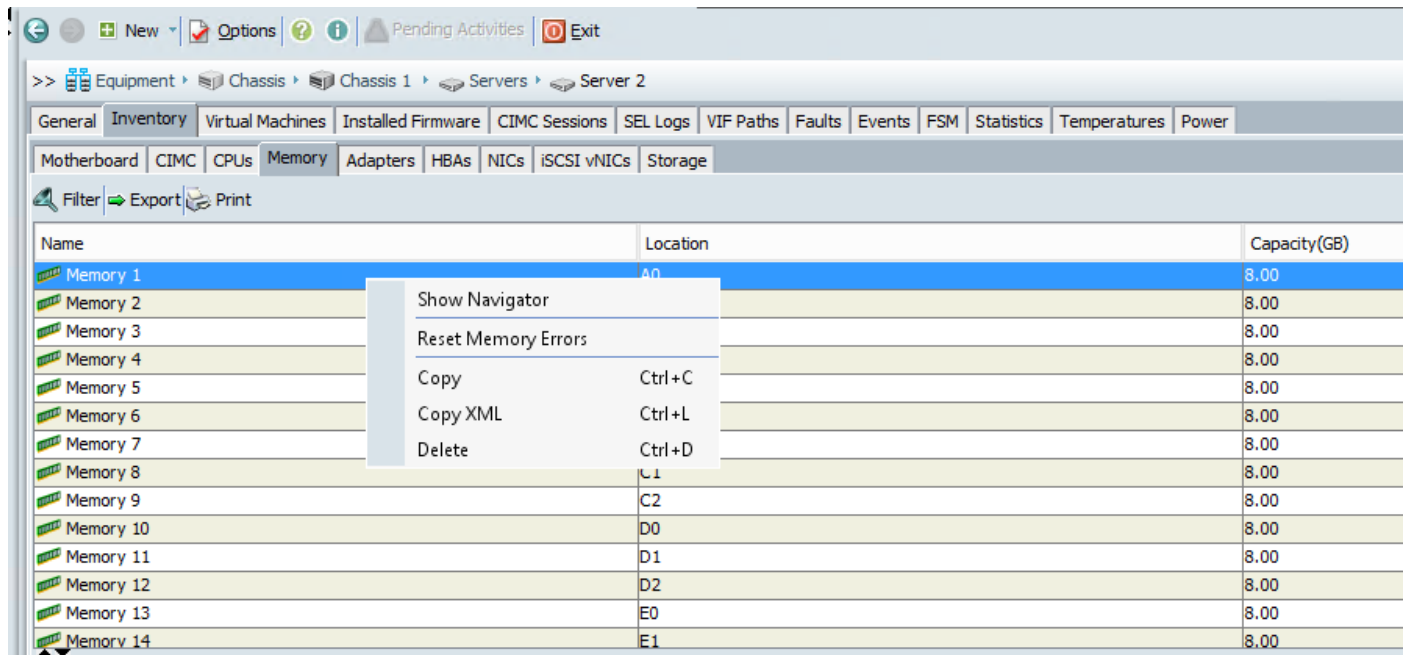 New Options Pending Activities Exit
>> Equipment Chassis Chassis 1 Servers Server 2
General Inventory Virtual Machines Installed Firmware CIMC Sessions SEL Logs VIF Paths Faults Events FSM Statistics Temperatures Power
Motherboard CIMC CPUs Memory Adapters HBAs NICs iSCSI vNICs Storage
Filter Export Print
Name Location Capacity(GB)
Memory 1 A0 8.00
Memory 2 8.00
Memory 3 8.00
Memory 4 8.00
Memory 5 8.00
Memory 6 8.00
Memory 7 8.00
Memory 8 C1 8.00
Memory 9 C2 8.00
Memory 10 D0 8.00
Memory 11 D1 8.00
Memory 12 D2 8.00
Memory 13 E0 8.00
Memory 14 E1 8.00
Show Navigator
Reset Memory Errors
Copy Ctrl+C
Copy XML Ctrl+L
Delete Ctrl+D